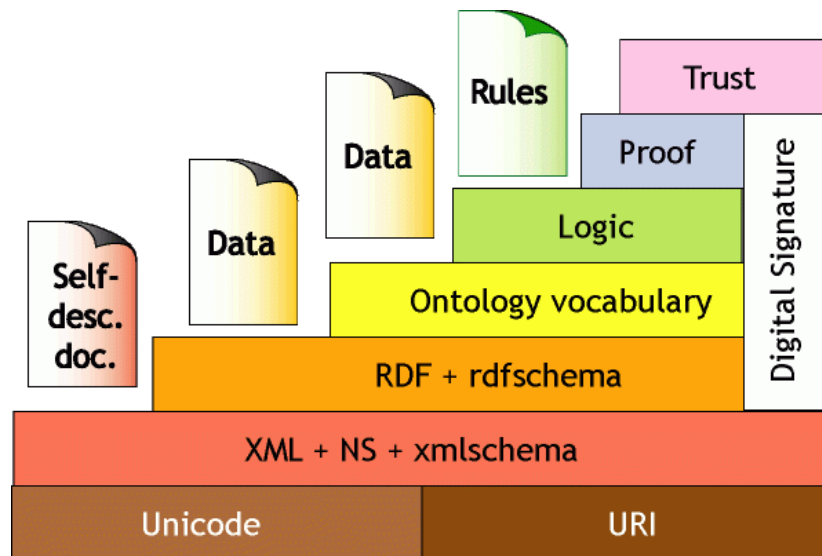 Rules
Trust
Data
Proof
Data
Logic
Self-
desc.
doc.
Ontology vocabulary
Digital Signature
RDF + rdfschema
XML + NS + xmlschema
Unicode
URI